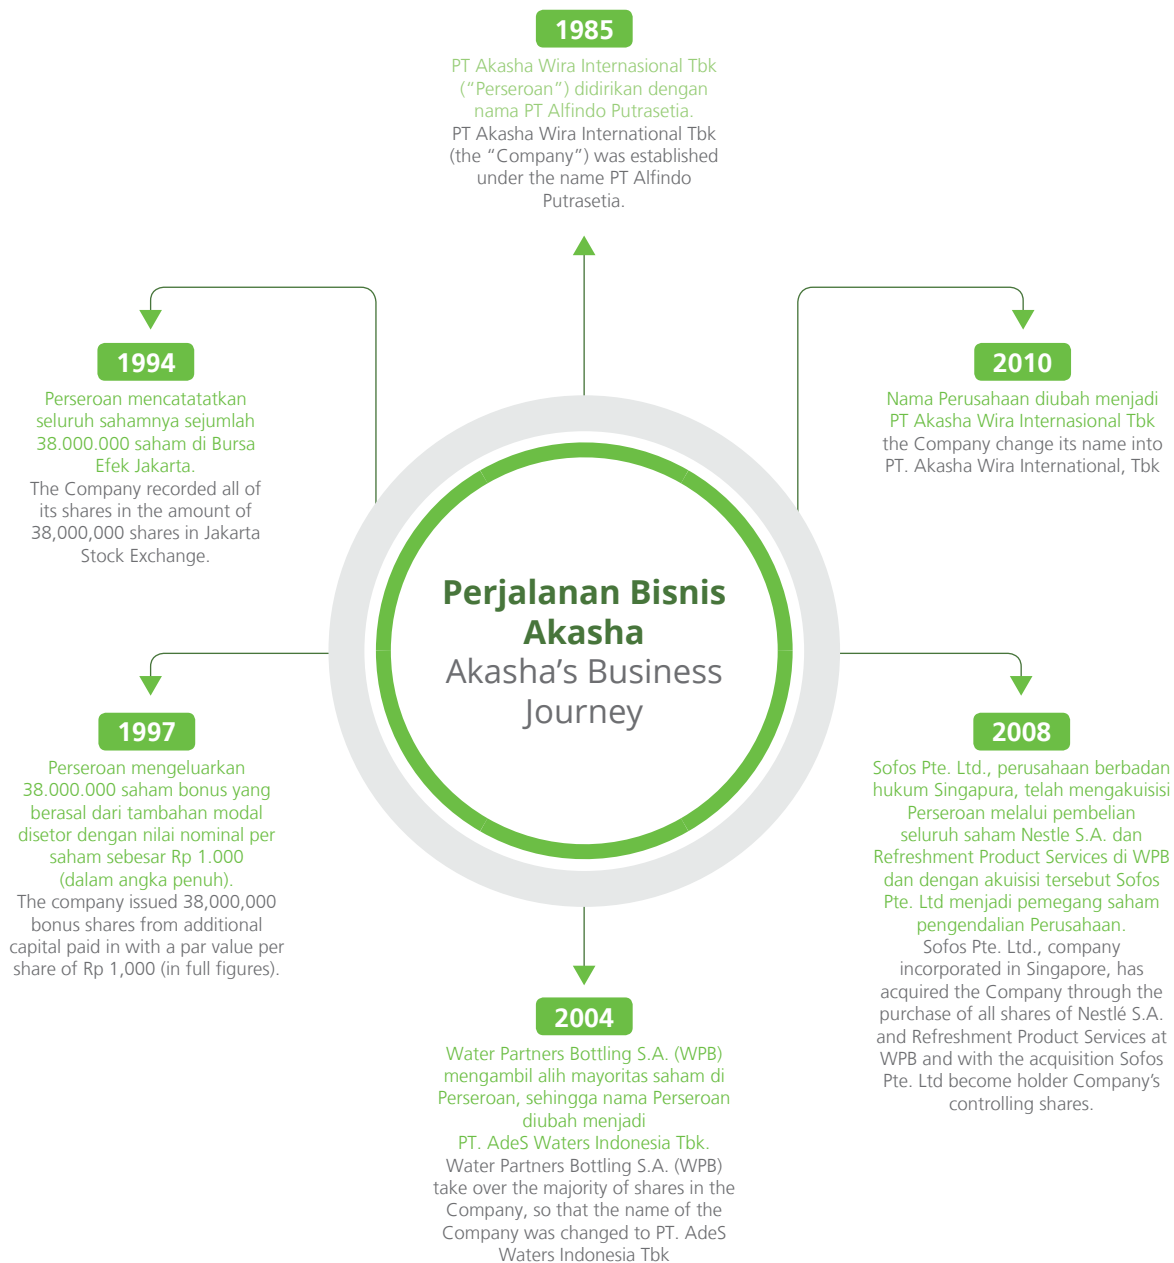 1985
PT Akasha Wira Internasional Tbk
(“Perseroan”) didirikan dengan
nama PT Alfindo Putrasetia.
PT Akasha Wira International Tbk
(the “Company”) was established
under the name PT Alfindo
Putrasetia.
1994
Perseroan mencatatatkan
seluruh sahamnya sejumlah
38.000.000 saham di Bursa
Efek Jakarta.
The Company recorded all of
its shares in the amount of
38,000,000 shares in Jakarta
Stock Exchange.
2010
Nama Perusahaan diubah menjadi
PT Akasha Wira Internasional Tbk
the Company change its name into
PT. Akasha Wira International, Tbk
Perjalanan Bisnis
Akasha
Akasha’s Business
Journey
1997
Perseroan mengeluarkan
38.000.000 saham bonus yang
berasal dari tambahan modal
disetor dengan nilai nominal per
saham sebesar Rp 1.000
(dalam angka penuh).
The company issued 38,000,000
bonus shares from additional
capital paid in with a par value per
share of Rp 1,000 (in full figures).
2008
Sofos Pte. Ltd., perusahaan berbadan
hukum Singapura, telah mengakuisisi
Perseroan melalui pembelian
seluruh saham Nestle S.A. dan
Refreshment Product Services di WPB
dan dengan akuisisi tersebut Sofos
Pte. Ltd menjadi pemegang saham
pengendalian Perusahaan.
Sofos Pte. Ltd., company
incorporated in Singapore, has
acquired the Company through the
purchase of all shares of Nestlé S.A.
and Refreshment Product Services at
WPB and with the acquisition Sofos
Pte. Ltd become holder Company’s
controlling shares.
2004
Water Partners Bottling S.A. (WPB)
mengambil alih mayoritas saham di
Perseroan, sehingga nama Perseroan
diubah menjadi
PT. AdeS Waters Indonesia Tbk.
Water Partners Bottling S.A. (WPB)
take over the majority of shares in the
Company, so that the name of the
Company was changed to PT. AdeS
Waters Indonesia Tbk